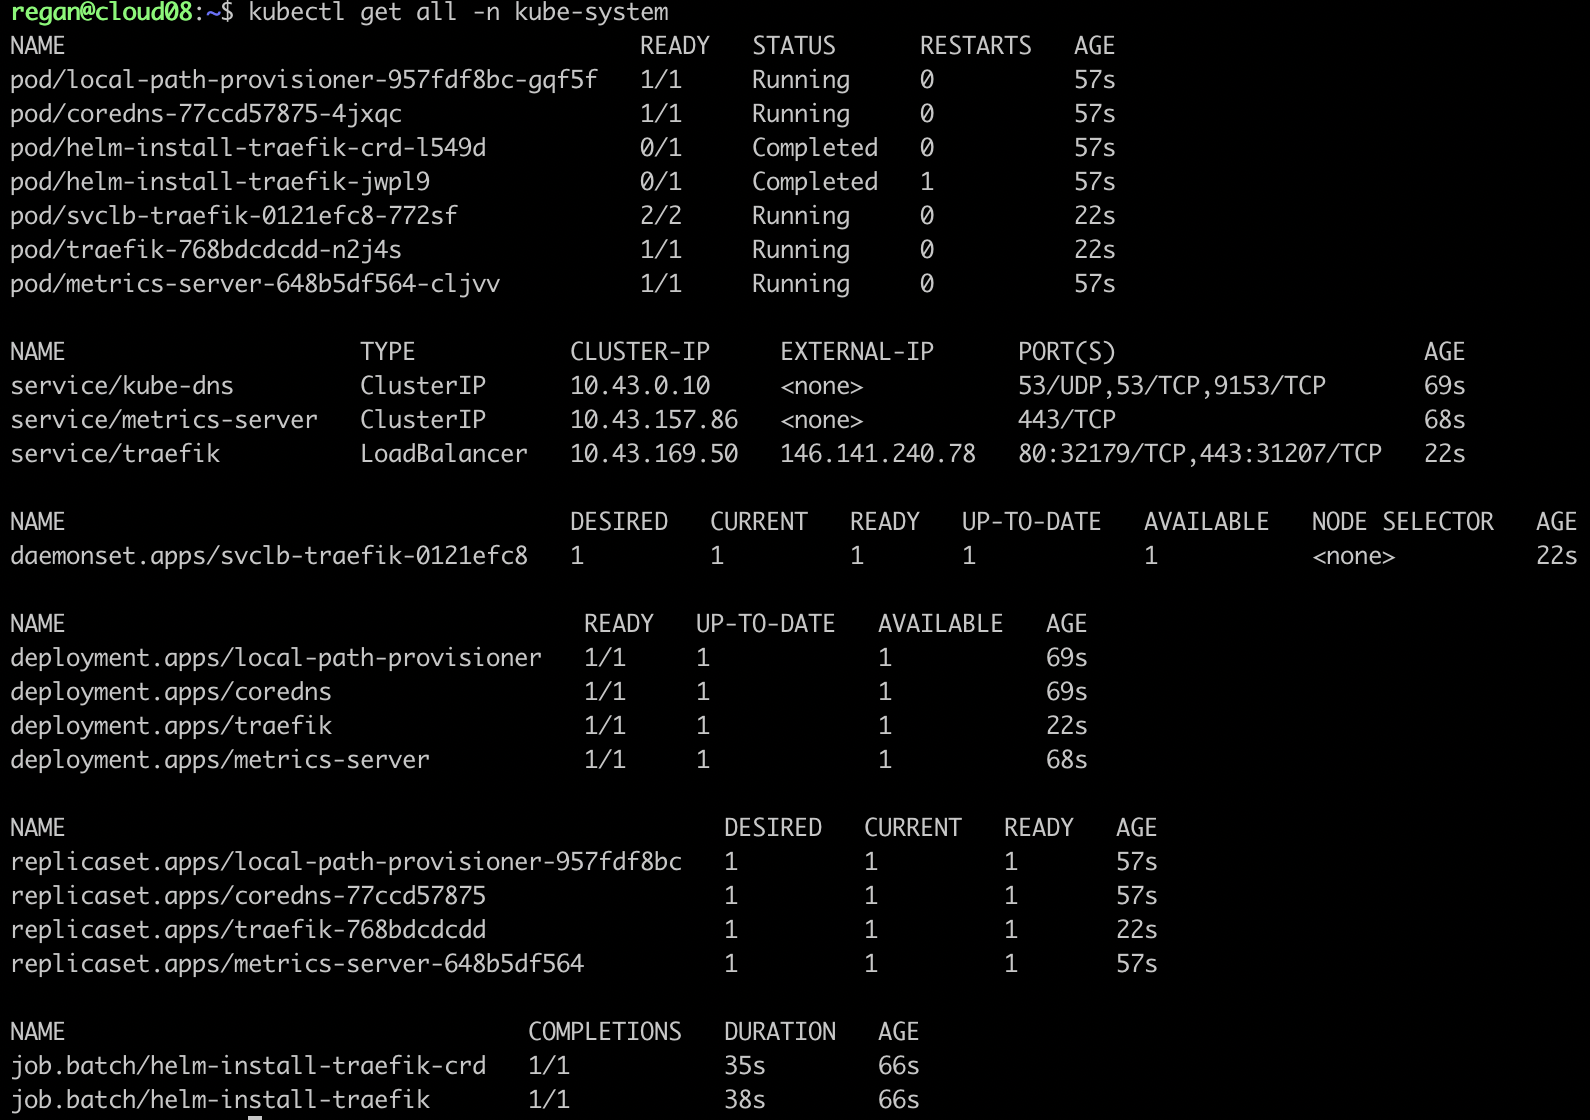 regan@cloud08:~$ kubectl get all -n kube-system
NAME READY STATUS RESTARTS AGE
pod/local-path-provisioner-957fdf8bc-gqf5f 1/1 Running 0 57s
pod/coredns-77ccd57875-4jxqc 1/1 Running 0 57s
pod/helm-install-traefik-crd-l549d 0/1 Completed 0 57s
pod/helm-install-traefik-jwpl9 0/1 Completed 1 57s
pod/svclb-traefik-0121efc8-772sf 2/2 Running 0 22s
pod/traefik-768bdcdcdd-n2j4s 1/1 Running 0 22s
pod/metrics-server-648b5df564-cljvv 1/1 Running 0 57s
NAME TYPE CLUSTER-IP EXTERNAL-IP PORT(S) AGE
service/kube-dns ClusterIP 10.43.0.10 <none> 53/UDP,53/TCP,9153/TCP 69s
service/metrics-server ClusterIP 10.43.157.86 <none> 443/TCP 68s
service/traefik LoadBalancer 10.43.169.50 146.141.240.78 80:32179/TCP,443:31207/TCP 22s
NAME DESIRED CURRENT READY UP-TO-DATE AVAILABLE NODE SELECTOR AGE
daemonset.apps/svclb-traefik-0121efc8 1 1 1 1 1 <none> 22s
NAME READY UP-TO-DATE AVAILABLE AGE
deployment.apps/local-path-provisioner 1/1 1 1 69s
deployment.apps/coredns 1/1 1 1 69s
deployment.apps/traefik 1/1 1 1 22s
deployment.apps/metrics-server 1/1 1 1 68s
NAME DESIRED CURRENT READY AGE
replicaset.apps/local-path-provisioner-957fdf8bc 1 1 1 57s
replicaset.apps/coredns-77ccd57875 1 1 1 57s
replicaset.apps/traefik-768bdcdcdd 1 1 1 22s
replicaset.apps/metrics-server-648b5df564 1 1 1 57s
NAME COMPLETIONS DURATION AGE
job.batch/helm-install-traefik-crd 1/1 35s 66s
job.batch/helm-install-traefik 1/1 38s 66s